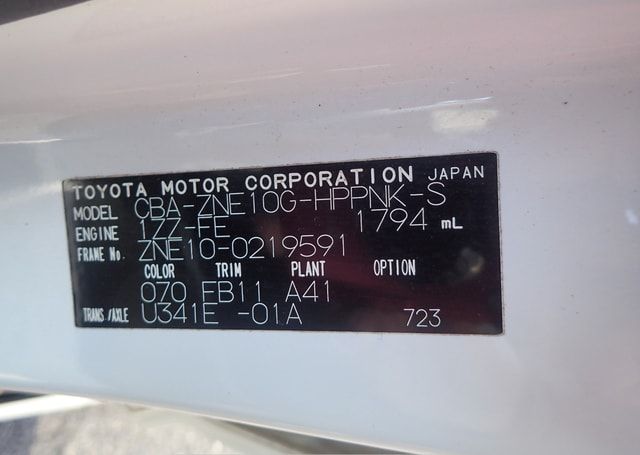 TOYOTA MOTOR CORPORATION JAPAN
MODEL CBA-ZNE10G-HPPNK-S
ENGINE 1ZZ-FE 1794 mL
FRAME No. ZNE10-0219591
COLOR TRIM PLANT OPTION
070 FB11 A41
TRANS/AXLE U341E -01A 723